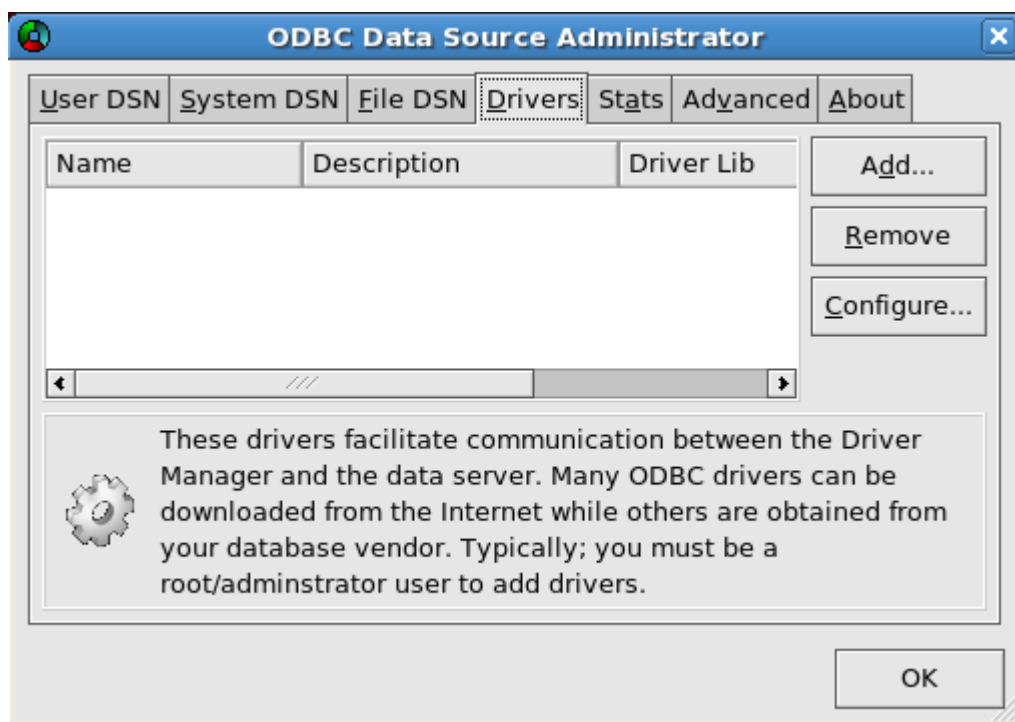 ODBC Data Source Administrator
User DSN System DSN File DSN Drivers Stats Advanced About
Name Description Driver Lib
Add...
Remove
Configure...
These drivers facilitate communication between the Driver
Manager and the data server. Many ODBC drivers can be
downloaded from the Internet while others are obtained from
your database vendor. Typically; you must be a
root/adminstrator user to add drivers.
OK